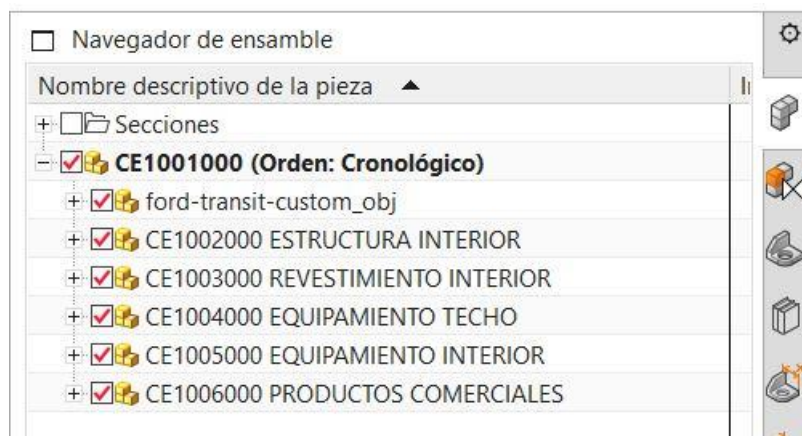 Navegador de ensamble
Nombre descriptivo de la pieza
Secciones
CE1001000 (Orden: Cronológico)
ford-transit-custom_obj
CE1002000 ESTRUCTURA INTERIOR
CE1003000 REVESTIMIENTO INTERIOR
CE1004000 EQUIPAMIENTO TECHO
CE1005000 EQUIPAMIENTO INTERIOR
CE1006000 PRODUCTOS COMERCIALES